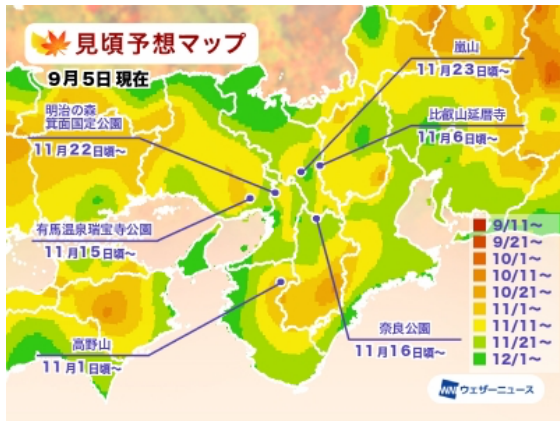 見頃予想マップ
9月5日 現在
嵐山
11月23日頃～
明治の森
箕面国定公園
11月22日頃～
比叡山延暦寺
11月6日頃～
有馬温泉瑞宝寺公園
11月15日頃～
高野山
11月1日頃～
奈良公園
11月16日頃～
9/11～
9/21～
10/1～
10/11～
10/21～
11/1～
11/11～
11/21～
12/1～
WNI ウェザーニュース